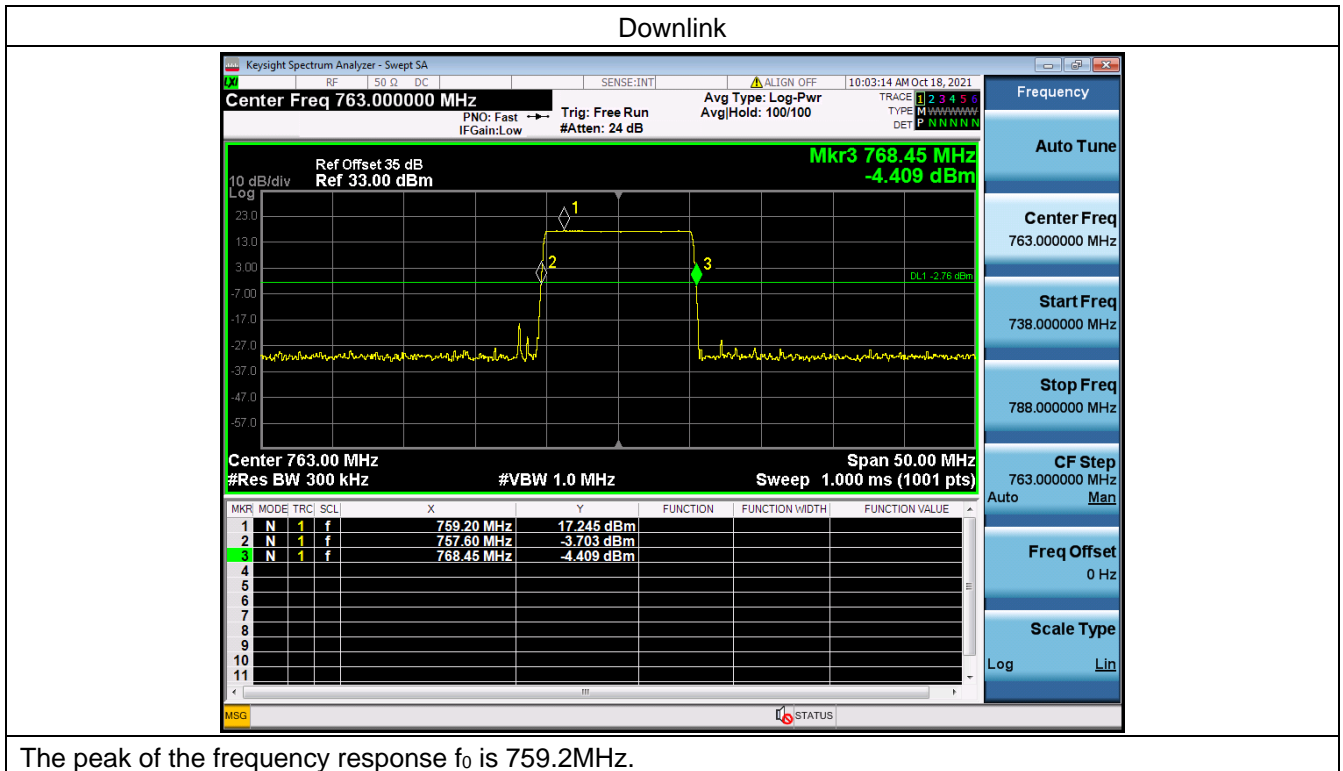 Downlink
Keysight Spectrum Analyzer - Swept SA
LXI RF 50 Ω DC SENSE:INT ALIGN OFF 10:03:14 AM Oct 18, 2021
Center Freq 763.000000 MHz
PNO: Fast
IFGain:Low
Trig: Free Run
#Atten: 24 dB
Avg Type: Log-Pwr
Avg|Hold: 100/100
TRACE 1 2 3 4 5 6
TYPE M W W W W W
DET P N N N N N
Frequency
Auto Tune
Mkr3 768.45 MHz
-4.409 dBm
Ref Offset 35 dB
10 dB/div Ref 33.00 dBm
Log
23.0
13.0
3.00
-7.00
-17.0
-27.0
-37.0
-47.0
-57.0
1
2
3
DL1 -2.76 dBm
Center Freq
763.000000 MHz
Start Freq
738.000000 MHz
Stop Freq
788.000000 MHz
Center 763.00 MHz Span 50.00 MHz
#Res BW 300 kHz #VBW 1.0 MHz Sweep 1.000 ms (1001 pts)
CF Step
763.000000 MHz
Auto Man
MKR MODE TRC SCL X Y FUNCTION FUNCTION WIDTH FUNCTION VALUE
1 N 1 f 759.20 MHz 17.245 dBm
2 N 1 f 757.60 MHz -3.703 dBm
3 N 1 f 768.45 MHz -4.409 dBm
4
5
6
7
8
9
10
11
Freq Offset
0 Hz
Scale Type
Log Lin
MSG STATUS
The peak of the frequency response f₀ is 759.2MHz.